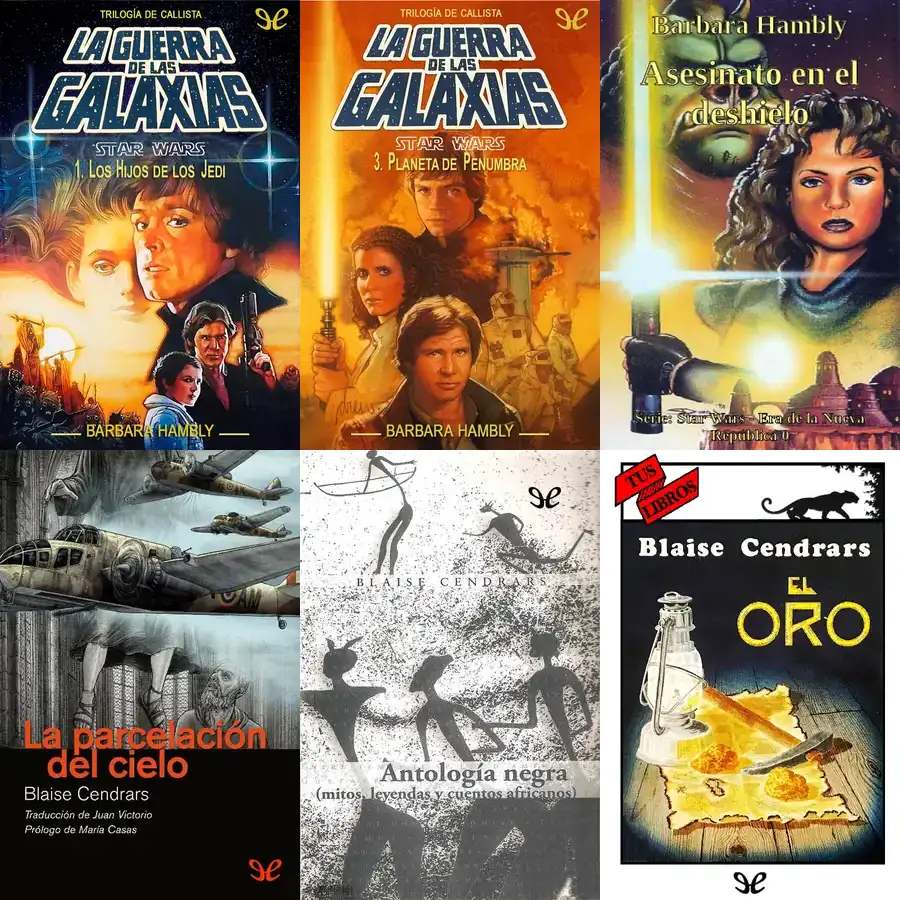 TRILOGÍA DE CALLISTA
LA GUERRA
DE LAS
GALAXIAS
STAR WARS
1. LOS HIJOS DE LOS JEDI
BARBARA HAMBLY
TRILOGÍA DE CALLISTA
LA GUERRA
DE LAS
GALAXIAS
STAR WARS
3. PLANETA DE PENUMBRA
BARBARA HAMBLY
Barbara Hambly
Asesinato en el
deshielo
Serie: Star Wars - Era de la Nueva
República 0
La parcelación
del cielo
Blaise Cendrars
Traducción de Juan Victorio
Prólogo de María Casas
BLAISE CENDRARS
Antología negra
(mitos, leyendas y cuentos africanos)
TUS
LIBROS
Blaise Cendrars
EL
ORO